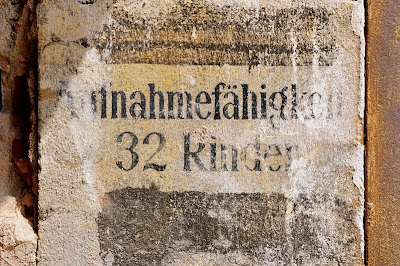 Aufnahmefähigkeit
32 Kinder